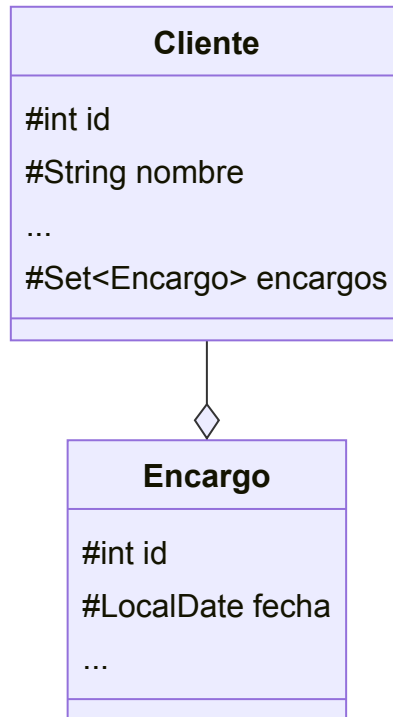 Cliente
#int id
#String nombre
...
#Set<Encargo> encargos
Encargo
#int id
#LocalDate fecha
...